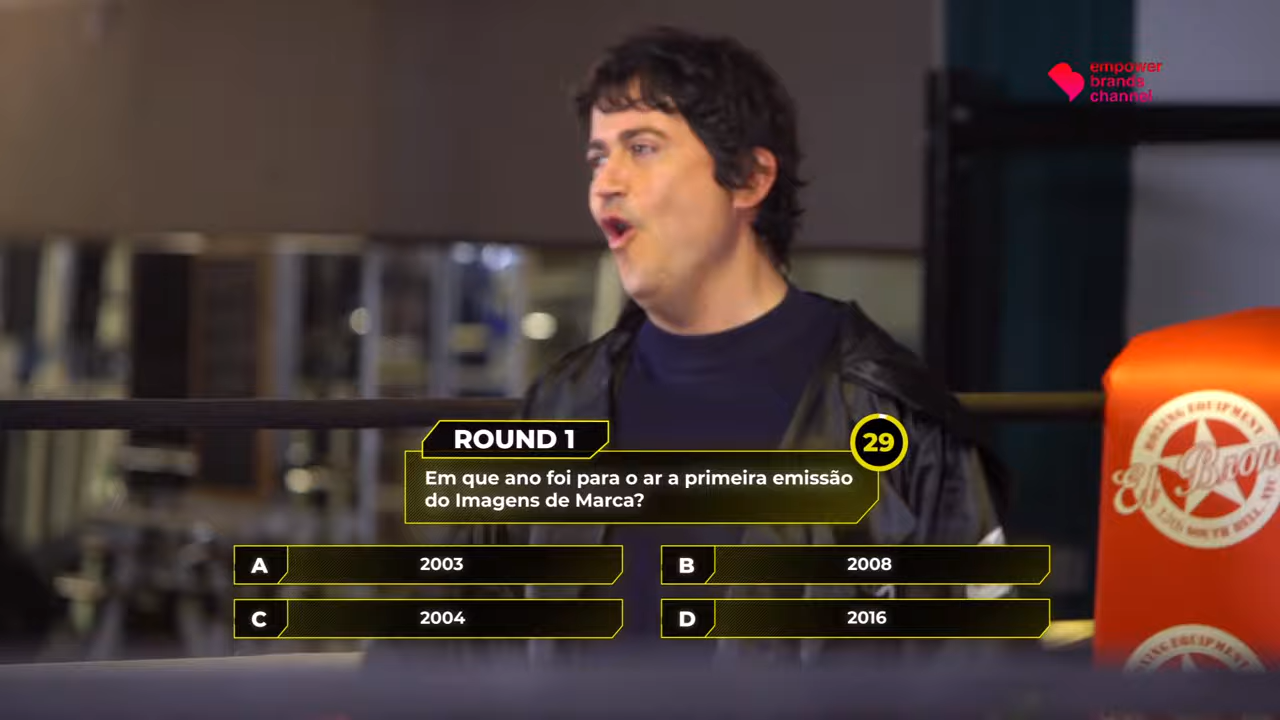 empower
brands
channel
ROUND 1
29
Em que ano foi para o ar a primeira emissão
do Imagens de Marca?
A 2003
B 2008
C 2004
D 2016
BOXING EQUIPMENT